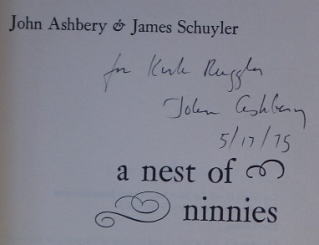 John Ashbery & James Schuyler
for Kirk Ruggles
John Ashbery
5/17/75
a nest of
ninnies